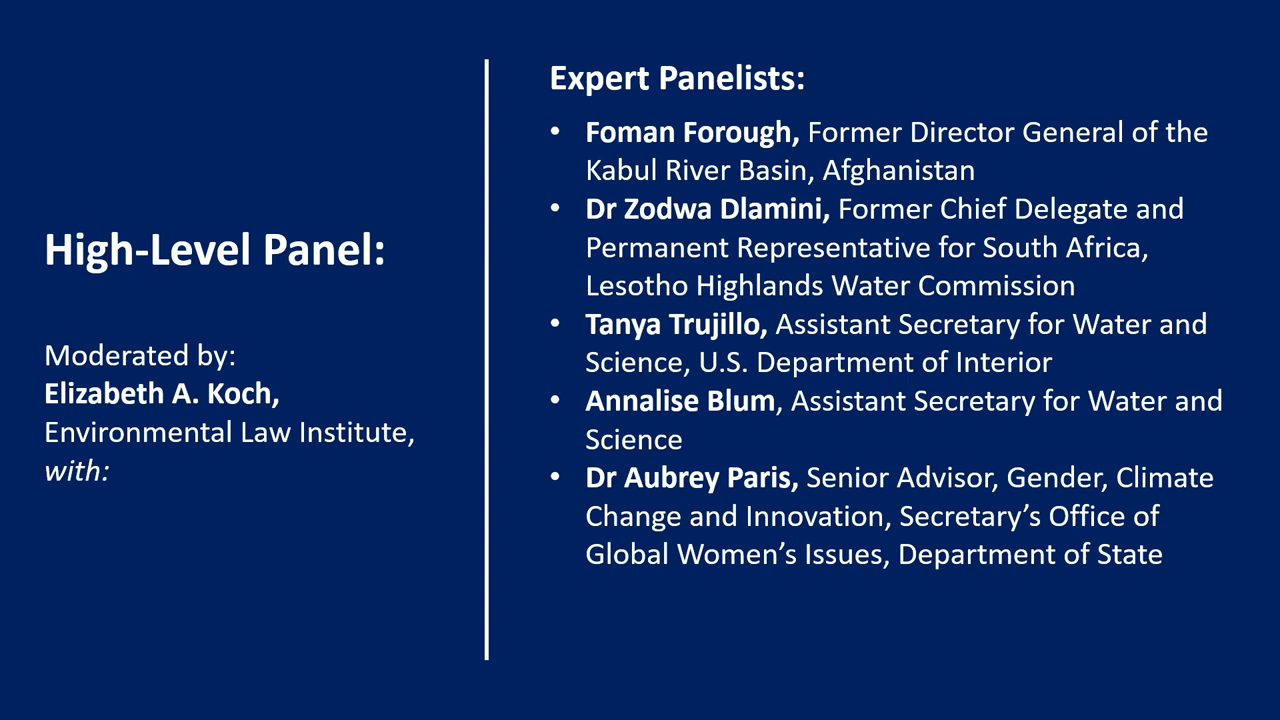 High-Level Panel:
Moderated by:
Elizabeth A. Koch,
Environmental Law Institute,
with:
Expert Panelists:
• Foman Forough, Former Director General of the
Kabul River Basin, Afghanistan
• Dr Zodwa Dlamini, Former Chief Delegate and
Permanent Representative for South Africa,
Lesotho Highlands Water Commission
• Tanya Trujillo, Assistant Secretary for Water and
Science, U.S. Department of Interior
• Annalise Blum, Assistant Secretary for Water and
Science
• Dr Aubrey Paris, Senior Advisor, Gender, Climate
Change and Innovation, Secretary’s Office of
Global Women’s Issues, Department of State